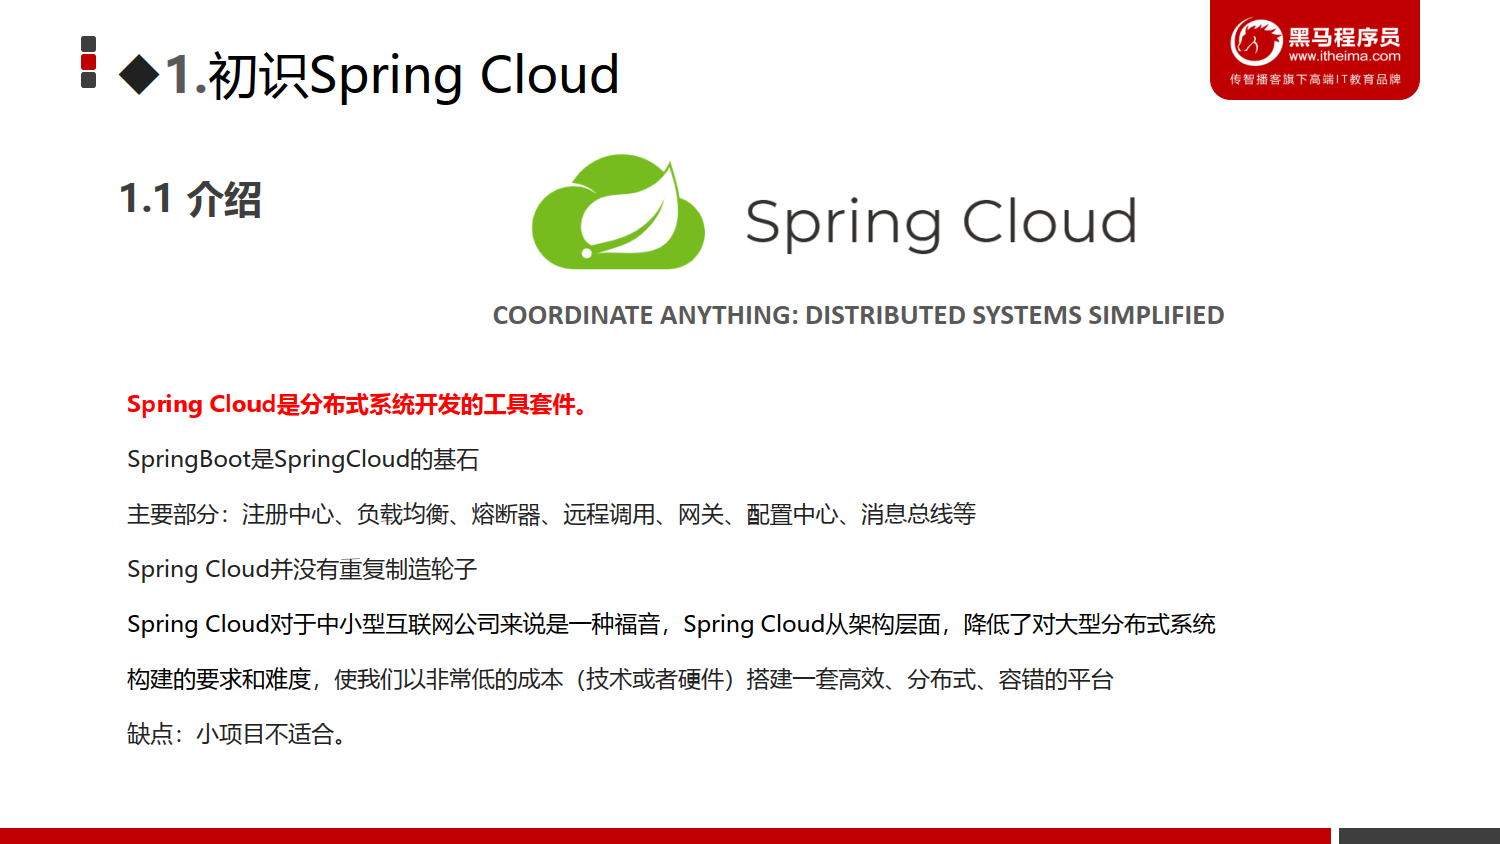 ◆1.初识Spring Cloud
黑马程序员
www.itheima.com
传智播客旗下高端IT教育品牌
1.1 介绍
Spring Cloud
COORDINATE ANYTHING: DISTRIBUTED SYSTEMS SIMPLIFIED
Spring Cloud是分布式系统开发的工具套件。
SpringBoot是SpringCloud的基石
主要部分：注册中心、负载均衡、熔断器、远程调用、网关、配置中心、消息总线等
Spring Cloud并没有重复制造轮子
Spring Cloud对于中小型互联网公司来说是一种福音，Spring Cloud从架构层面，降低了对大型分布式系统
构建的要求和难度，使我们以非常低的成本（技术或者硬件）搭建一套高效、分布式、容错的平台
缺点：小项目不适合。